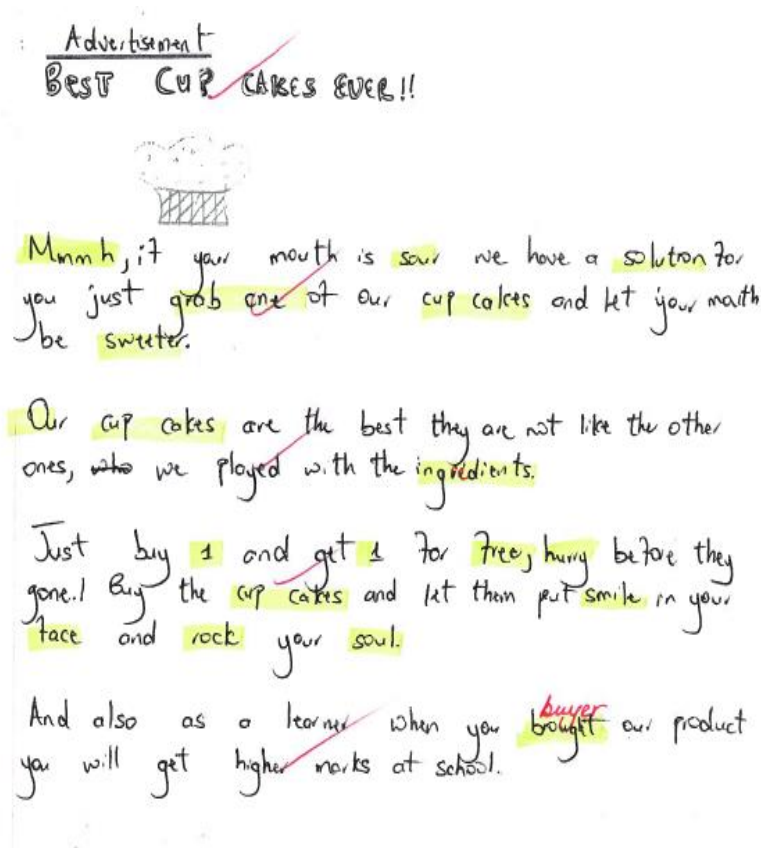 Advertisement
BEST CUP CAKES EVER!!
Mmmh, if your mouth is sour we have a solution for
you just grab one of our cup cakes and let your mouth
be sweeter.
Our cup cakes are the best they are not like the other
ones, who we played with the ingredients.
Just buy 1 and get 1 for free, hurry before they
gone.! Buy the cup cakes and let them put smile in your
face and rock your soul.
buyer
And also as a learner when you brought our product
you will get higher marks at school.